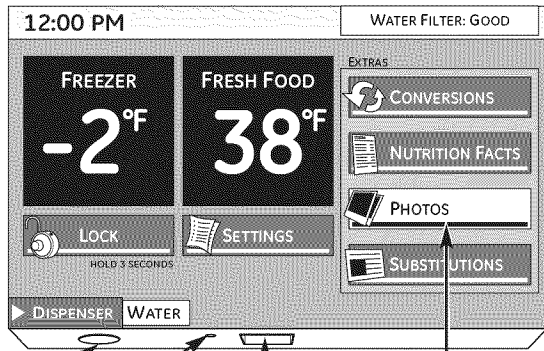 12:00 PM
WATER FILTER: GOOD
EXTRAS
FREEZER
-2°F
FRESH FOOD
38°F
CONVERSIONS
NUTRITION FACTS
PHOTOS
SUBSTITUTIONS
LOCK
HOLD 3 SECONDS
SETTINGS
DISPENSER
WATER